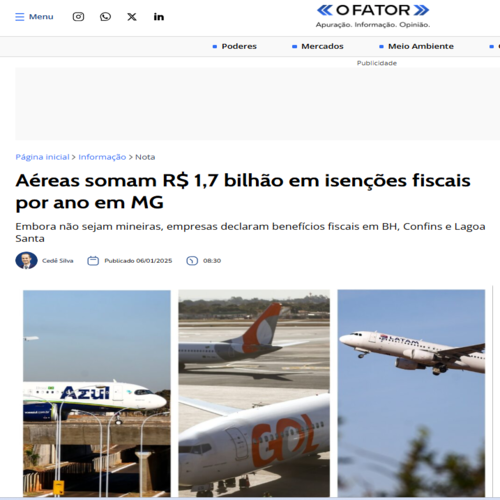 Menu
O FATOR
Apuração. Informação. Opinião.
Poderes
Mercados
Meio Ambiente
Publicidade
Página inicial > Informação > Nota
Aéreas somam R$ 1,7 bilhão em isenções fiscais
por ano em MG
Embora não sejam mineiras, empresas declaram benefícios fiscais em BH, Confins e Lagoa
Santa
Cedê Silva
Publicado 06/01/2025
08:30
Azul
GOL
LATAM